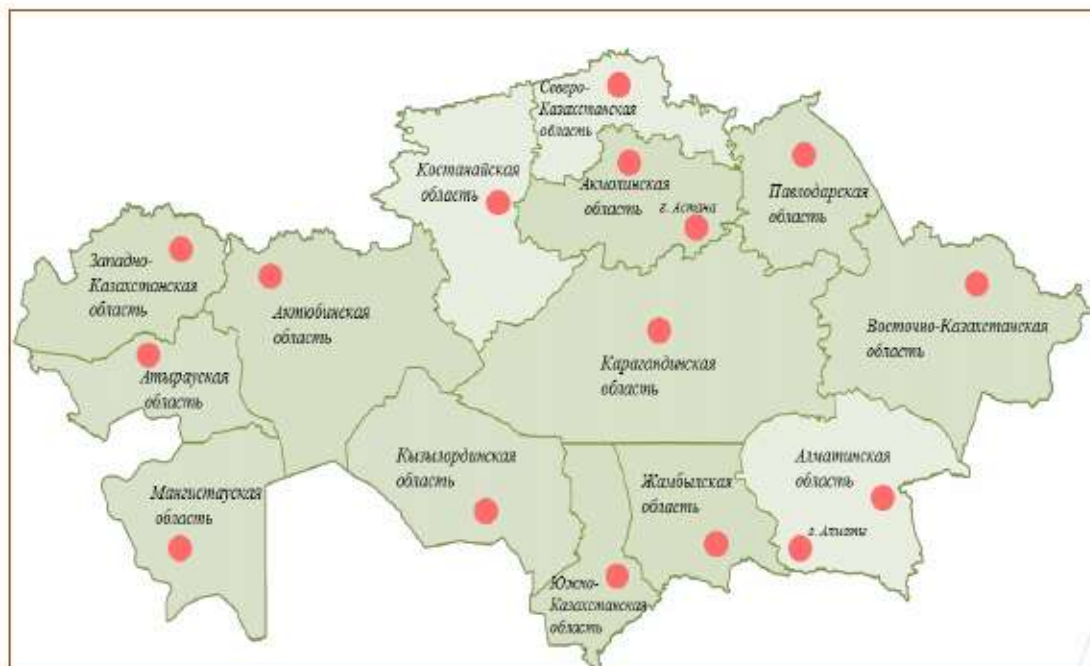 Северо-
Казахстанская
область
Костанайская
область
Акмолинская
область
г. Астана
Павлодарская
область
Западно-
Казахстанская
область
Актюбинская
область
Восточно-Казахстанская
область
Карагандинская
область
Атырауская
область
Кызылординская
область
Алматинская
область
Жамбылская
область
Мангистауская
область
г. Алматы
Южно-
Казахстанская
область